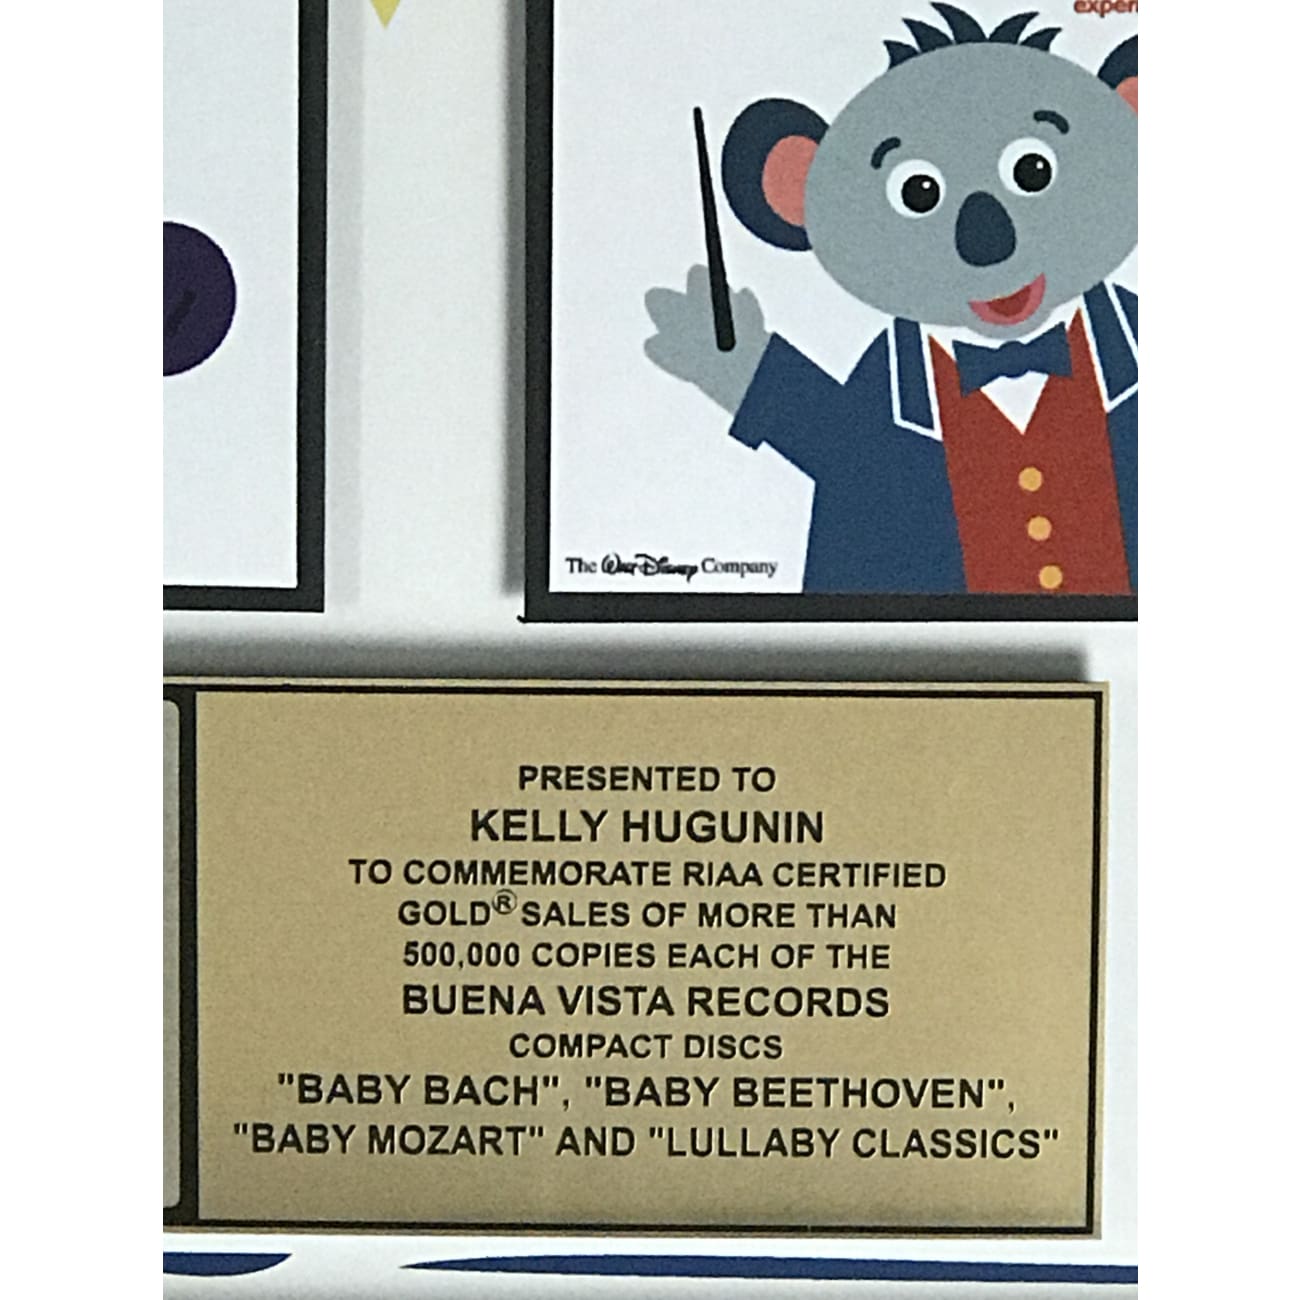 exper
The Walt Disney Company
PRESENTED TO
KELLY HUGUNIN
TO COMMEMORATE RIAA CERTIFIED
GOLD® SALES OF MORE THAN
500,000 COPIES EACH OF THE
BUENA VISTA RECORDS
COMPACT DISCS
"BABY BACH", "BABY BEETHOVEN",
"BABY MOZART" AND "LULLABY CLASSICS"